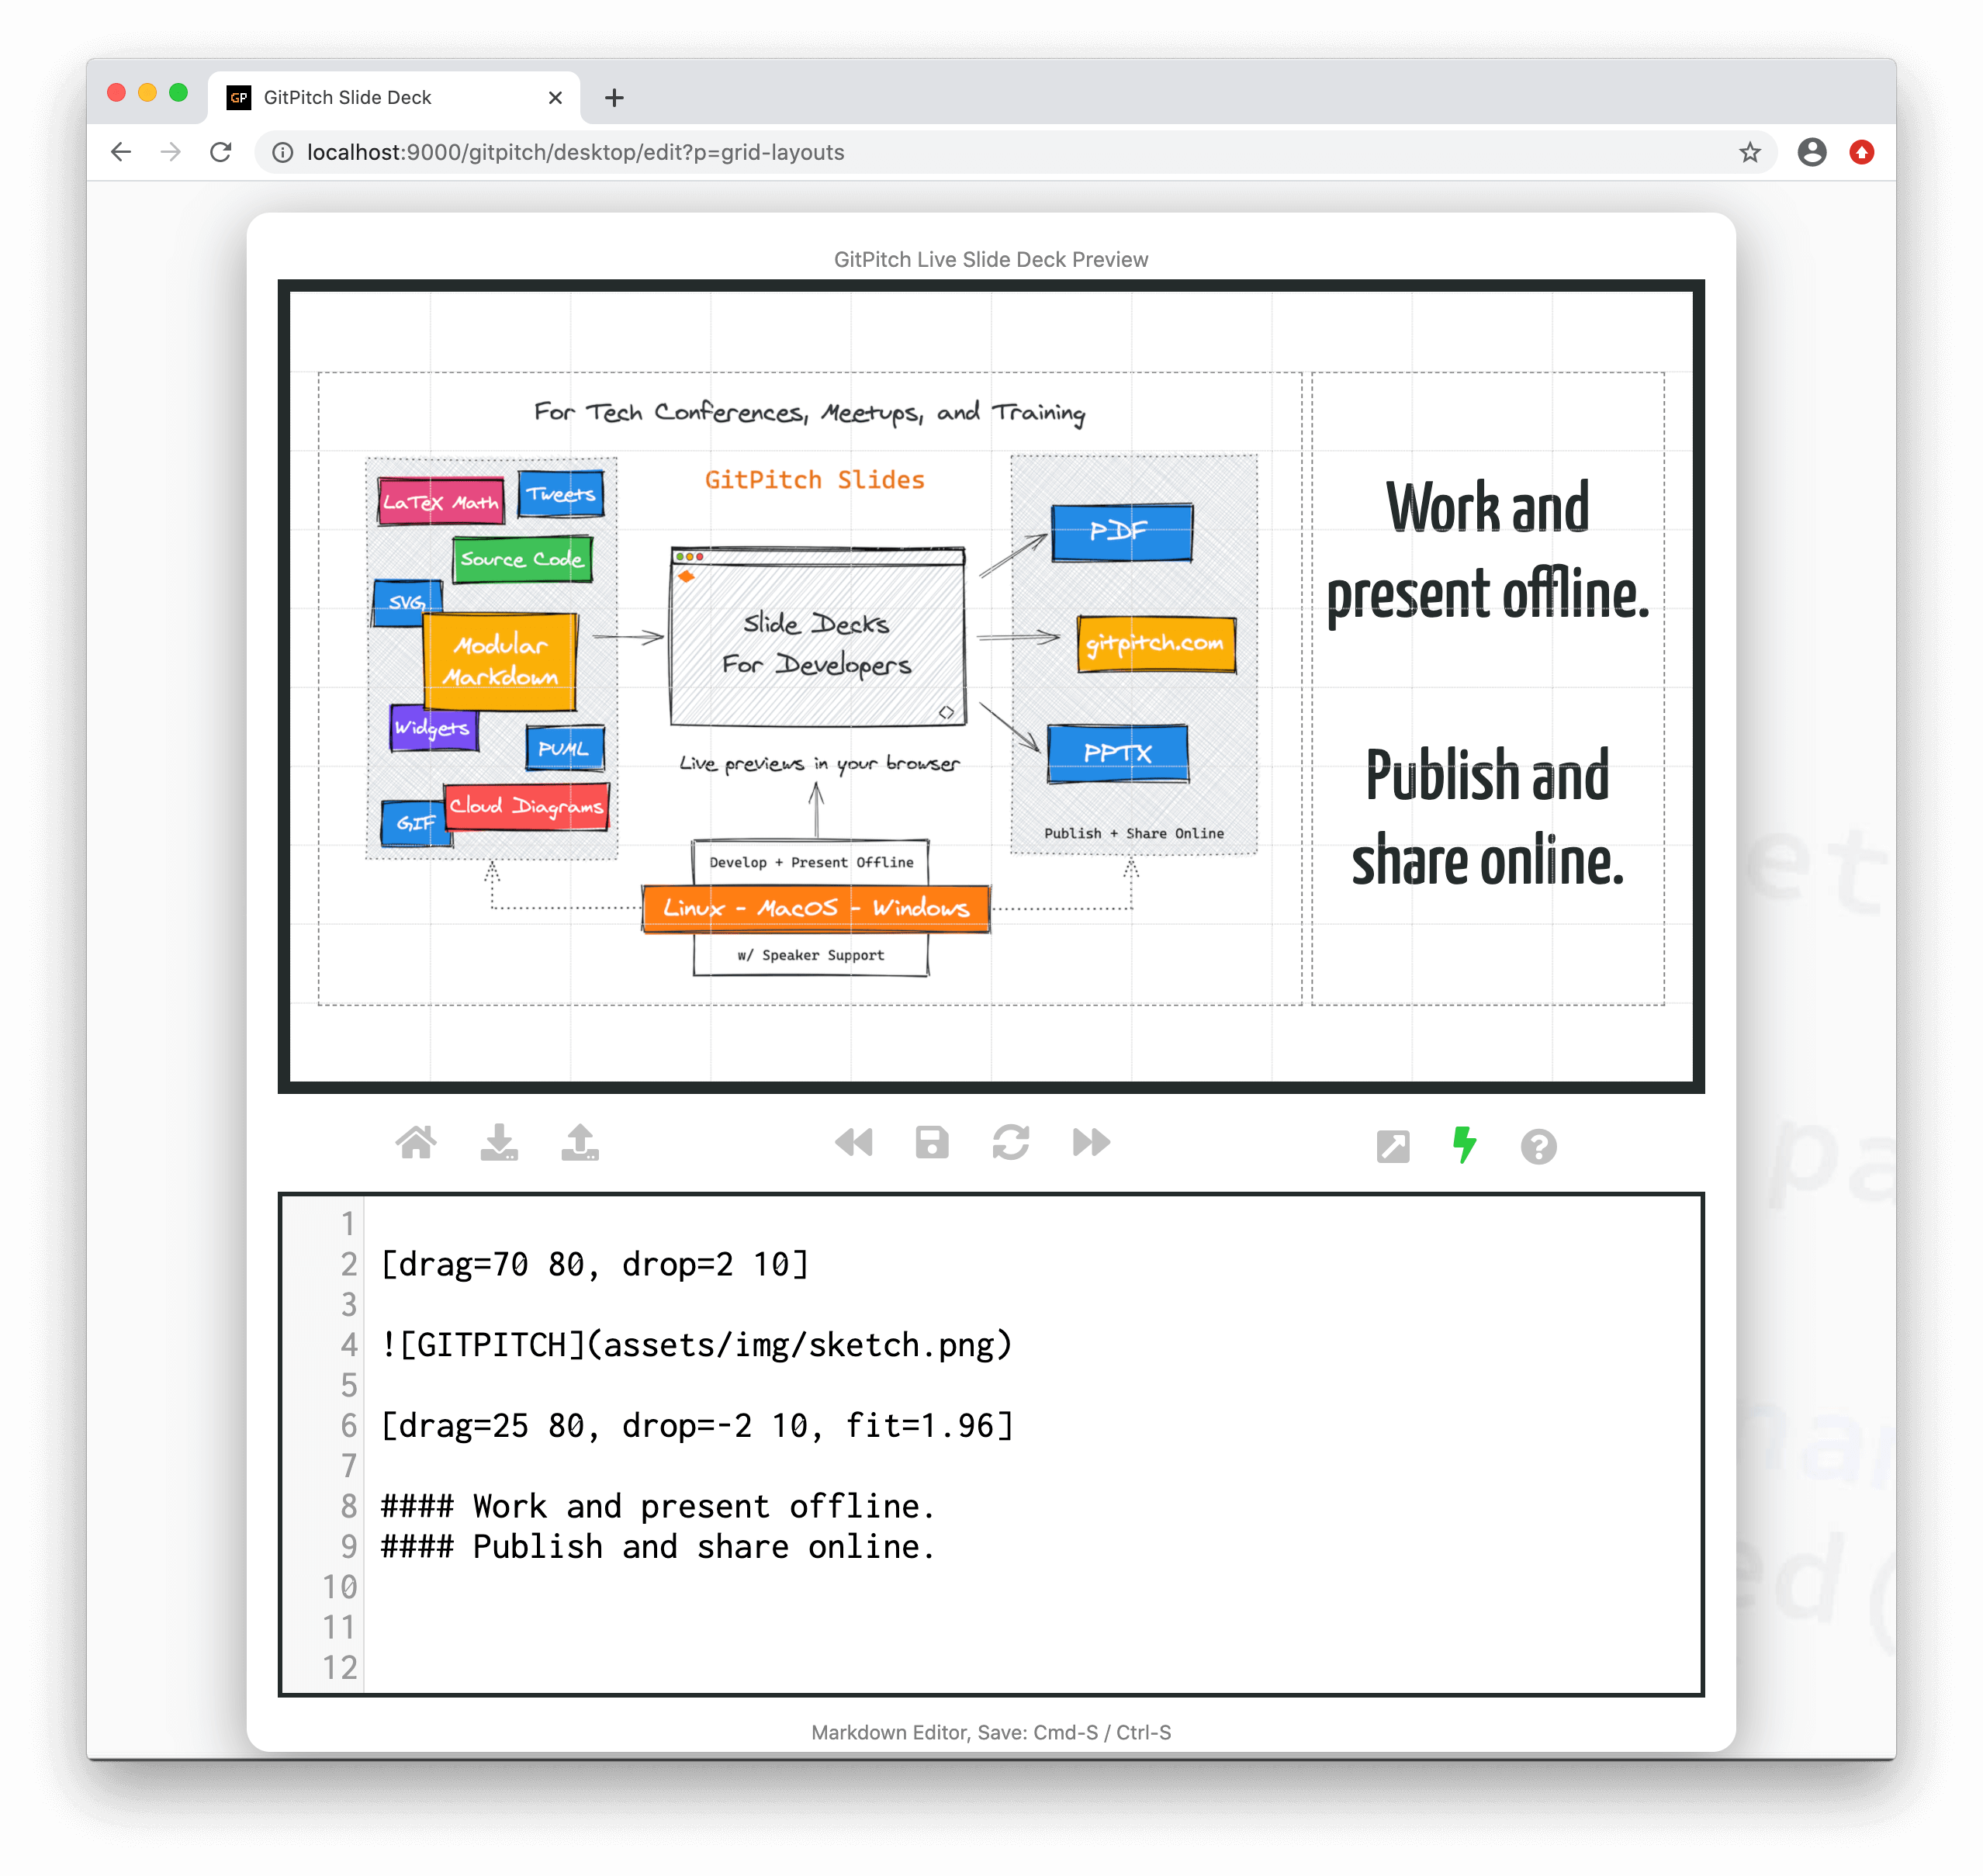 GP GitPitch Slide Deck
localhost:9000/gitpitch/desktop/edit?p=grid-layouts
GitPitch Live Slide Deck Preview
For Tech Conferences, Meetups, and Training
GitPitch Slides
LaTeX Math
Tweets
Source Code
SVG
Modular
Markdown
Widgets
PUML
Cloud Diagrams
GIF
Slide Decks
For Developers
<>
Live previews in your browser
PDF
gitpitch.com
PPTX
Publish + Share Online
Develop + Present Offline
Linux - MacOS - Windows
w/ Speaker Support
Work and
present offline.
Publish and
share online.
1
2 [drag=70 80, drop=2 10]
3
4 ![GITPITCH](assets/img/sketch.png)
5
6 [drag=25 80, drop=-2 10, fit=1.96]
7
8 #### Work and present offline.
9 #### Publish and share online.
10
11
12
Markdown Editor, Save: Cmd-S / Ctrl-S